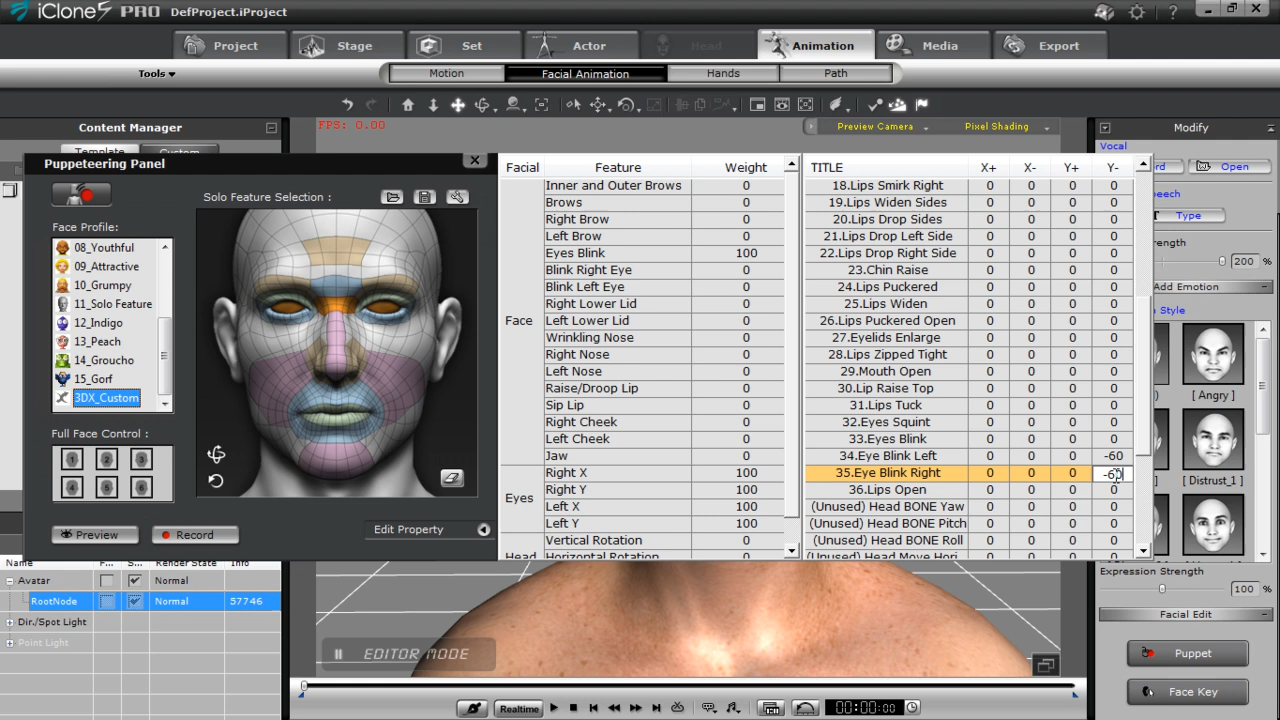 iClone5 PRO DefProject.iProject
Project Stage Set Actor Head Animation Media Export
Tools
Motion Facial Animation Hands Path
FPS: 0.00
Preview Camera
Pixel Shading
Content Manager
Template Custom
Modify
Vocal
Open
Type
200 %
Add Emotion
Style
[ Angry ]
[ Distrust_1 ]
Expression Strength
100 %
Facial Edit
Puppet
Face Key
Puppeteering Panel
Face Profile:
08_Youthful
09_Attractive
10_Grumpy
11_Solo Feature
12_Indigo
13_Peach
14_Groucho
15_Gorf
3DX_Custom
Full Face Control :
1 2 3
4 5 6
Preview Record
Solo Feature Selection :
Edit Property
Facial Feature Weight
Face
Inner and Outer Brows 0
Brows 0
Right Brow 0
Left Brow 0
Eyes Blink 100
Blink Right Eye 0
Blink Left Eye 0
Right Lower Lid 0
Left Lower Lid 0
Wrinkling Nose 0
Right Nose 0
Left Nose 0
Raise/Droop Lip 0
Sip Lip 0
Right Cheek 0
Left Cheek 0
Jaw 0
Eyes
Right X 100
Right Y 100
Left X 100
Left Y 100
Vertical Rotation 0
Head Horizontal Rotation 0
TITLE X+ X- Y+ Y-
18.Lips Smirk Right 0 0 0 0
19.Lips Widen Sides 0 0 0 0
20.Lips Drop Sides 0 0 0 0
21.Lips Drop Left Side 0 0 0 0
22.Lips Drop Right Side 0 0 0 0
23.Chin Raise 0 0 0 0
24.Lips Puckered 0 0 0 0
25.Lips Widen 0 0 0 0
26.Lips Puckered Open 0 0 0 0
27.Eyelids Enlarge 0 0 0 0
28.Lips Zipped Tight 0 0 0 0
29.Mouth Open 0 0 0 0
30.Lip Raise Top 0 0 0 0
31.Lips Tuck 0 0 0 0
32.Eyes Squint 0 0 0 0
33.Eyes Blink 0 0 0 0
34.Eye Blink Left 0 0 0 -60
35.Eye Blink Right 0 0 0 -60
36.Lips Open 0 0 0 0
(Unused) Head BONE Yaw 0 0 0 0
(Unused) Head BONE Pitch 0 0 0 0
(Unused) Head BONE Roll 0 0 0 0
(Unused) Head Move Hori 0 0 0 0
Name F... S... Render State Info
Avatar Normal
RootNode Normal 57746
Dir./Spot Light
Point Light
EDITOR MODE
Realtime
00:00:00